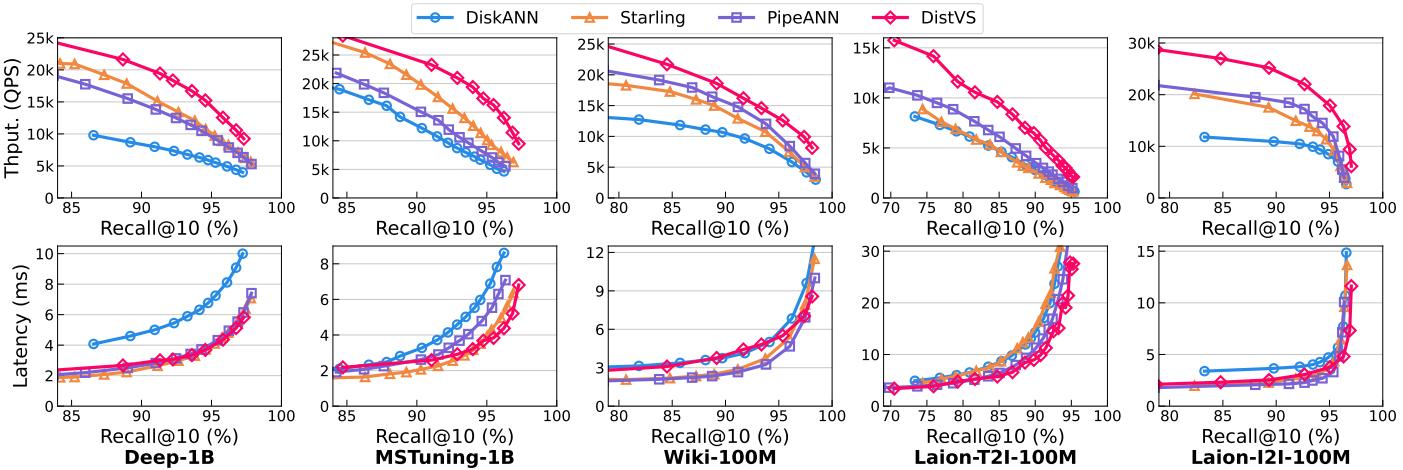 DiskANN Starling PipeANN DistVS
Thput. (QPS)
25k
20k
15k
10k
5k
0
85 90 95 100
Recall@10 (%)
25k
20k
15k
10k
5k
0
85 90 95 100
Recall@10 (%)
25k
20k
15k
10k
5k
0
80 85 90 95 100
Recall@10 (%)
15k
10k
5k
0
70 75 80 85 90 95 100
Recall@10 (%)
30k
20k
10k
0
80 85 90 95 100
Recall@10 (%)
Latency (ms)
10
8
6
4
2
0
85 90 95 100
Recall@10 (%)
Deep-1B
8
6
4
2
0
85 90 95 100
Recall@10 (%)
MSTuning-1B
12
9
6
3
0
80 85 90 95 100
Recall@10 (%)
Wiki-100M
30
20
10
0
70 75 80 85 90 95 100
Recall@10 (%)
Laion-T2I-100M
15
10
5
0
80 85 90 95 100
Recall@10 (%)
Laion-I2I-100M